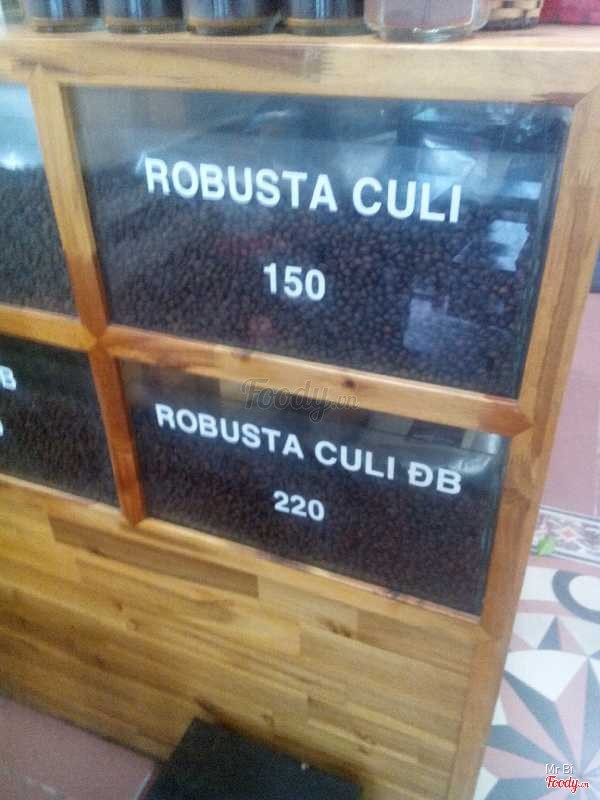 ROBUSTA CULI
150
Foody.vn
B
ROBUSTA CULI ĐB
220
Mr Bi
Foody.vn